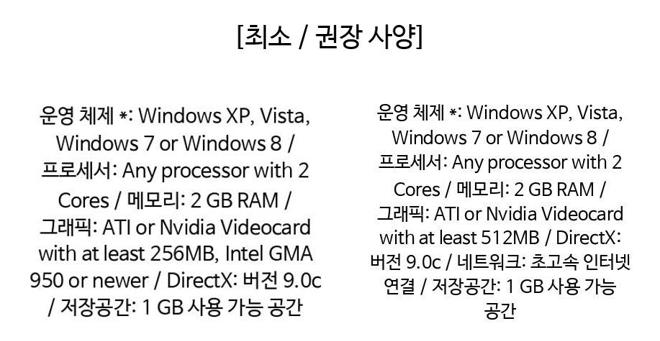 [최소 / 권장 사양]
운영 체제 *: Windows XP, Vista,
Windows 7 or Windows 8 /
프로세서: Any processor with 2
Cores / 메모리: 2 GB RAM /
그래픽: ATI or Nvidia Videocard
with at least 256MB, Intel GMA
950 or newer / DirectX: 버전 9.0c
/ 저장공간: 1 GB 사용 가능 공간
운영 체제 *: Windows XP, Vista,
Windows 7 or Windows 8 /
프로세서: Any processor with 2
Cores / 메모리: 2 GB RAM /
그래픽: ATI or Nvidia Videocard
with at least 512MB / DirectX:
버전 9.0c / 네트워크: 초고속 인터넷
연결 / 저장공간: 1 GB 사용 가능
공간